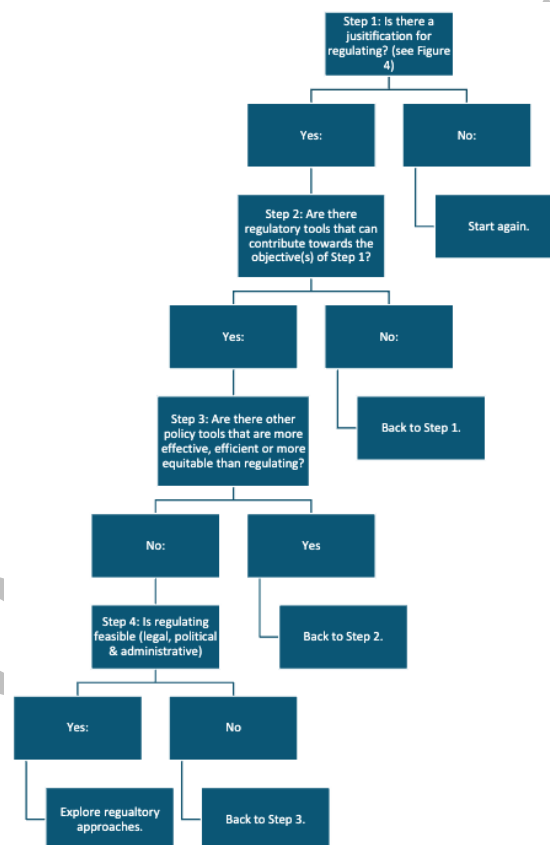 Step 1: Is there a
jusitification for
regulating? (see Figure
4)
Yes:
No:
Step 2: Are there
regulatory tools that can
contribute towards the
objective(s) of Step 1?
Start again.
Yes:
No:
Step 3: Are there other
policy tools that are more
effective, efficient or more
equitable than regulating?
Back to Step 1.
No:
Yes
Step 4: Is regulating
feasible (legal, political
& administrative)
Back to Step 2.
Yes:
No
Explore regualtory
approaches.
Back to Step 3.